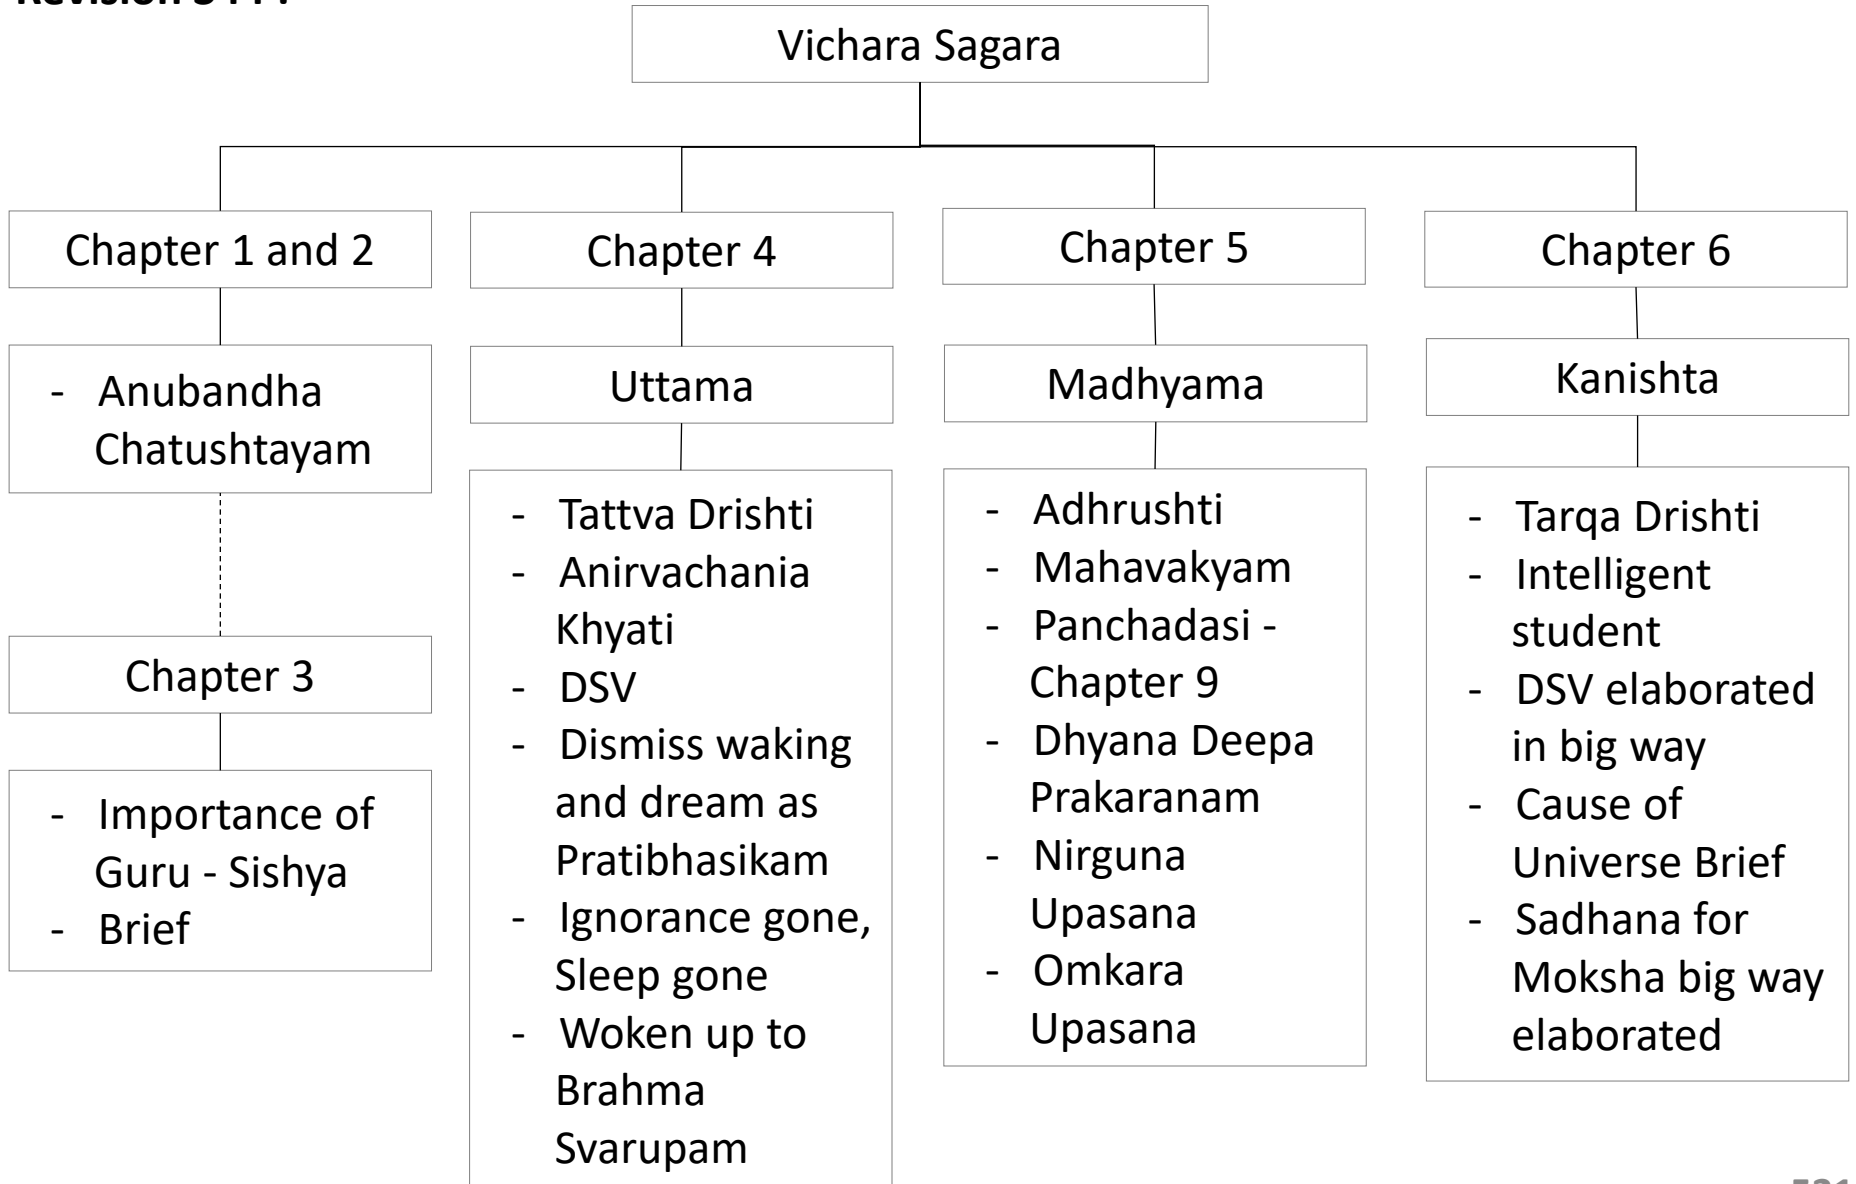 Vichara Sagara
Chapter 1 and 2
- Anubandha
Chatushtayam
Chapter 3
- Importance of
Guru - Sishya
- Brief
Chapter 4
Uttama
- Tattva Drishti
- Anirvachania
Khyati
- DSV
- Dismiss waking
and dream as
Pratibhasikam
- Ignorance gone,
Sleep gone
- Woken up to
Brahma
Svarupam
Chapter 5
Madhyama
- Adhrushti
- Mahavakyam
- Panchadasi -
Chapter 9
- Dhyana Deepa
Prakaranam
- Nirguna
Upasana
- Omkara
Upasana
Chapter 6
Kanishta
- Tarqa Drishti
- Intelligent
student
- DSV elaborated
in big way
- Cause of
Universe Brief
- Sadhana for
Moksha big way
elaborated